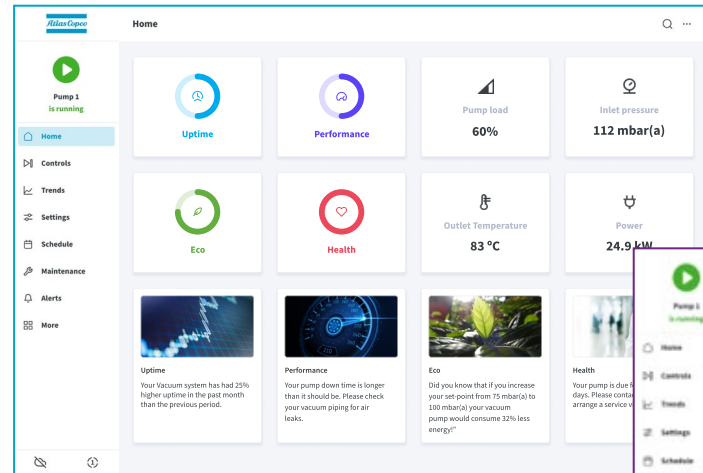 Atlas Copco
Home
Pump 1
is running
Home
Controls
Trends
Settings
Schedule
Maintenance
Alerts
More
Uptime
Performance
Pump load
60%
Inlet pressure
112 mbar(a)
Eco
Health
Outlet Temperature
83 °C
Power
24.9 kW
Uptime
Your Vacuum system has had 25%
higher uptime in the past month
than the previous period.
Performance
Your pump down time is longer
than it should be. Please check
your vacuum piping for air
leaks.
Eco
Did you know that if you increase
your set-point from 75 mbar(a) to
100 mbar(a) your vacuum
pump would consume 32% less
energy!"
Health
Your pump is due
days. Please
arrange a service
Pump 1
is running
Home
Controls
Trends
Settings
Schedule